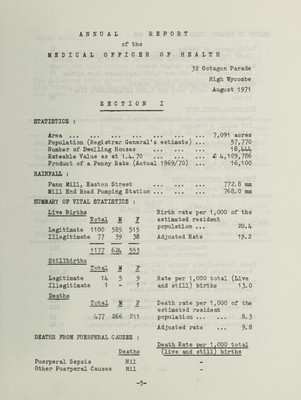 ANNUAL REPORT
of the
MEDICAL OFFICER OF HEALTH
32 Octagon Parade
High Wycombe
August 1971
SECTION I
STATISTICS :
Area ... ... ... ... ... ... ... 7,091 acres
Population (Registrar General's estimate) ... 57,770
Number of Dwelling Houses ... ... ... 18,444
Rateable Value as at 1.4.70 ... ... ... £ 4,109,786
Product of a Penny Rate (Actual 1969/70) ... 16,100
RAINFALL :
Pann Mill, Easton Street ... ... ... 772.8 mm
Mill End Road Pumping Station ... ... ... 768.0 mm
SUMMARY OF VITAL STATISTICS :
Live Births Birth rate per 1,000 of the
Total M F estimated resident
Legitimate 1100 585 515 population ... 20.4
Illegitimate 77 39 38 Adjusted Rate 19.2
1177 624 553
Stillbirths
Total M F
Legitimate 14 5 9 Rate per 1,000 total (Live
Illegitimate 1 - 1 and still) births 13.0
Deaths
Total M F Death rate per 1,000 of the
estimated resident
477 266 211 population ... ... 8.3
Adjusted rate ... 9.8
DEATHS FROM PUERPERAL CAUSES :
Death Rate per 1,000 total
Deaths (live and still) births
Puerperal Sepsis Nil -
Other Puerperal Causes Nil -
-5-